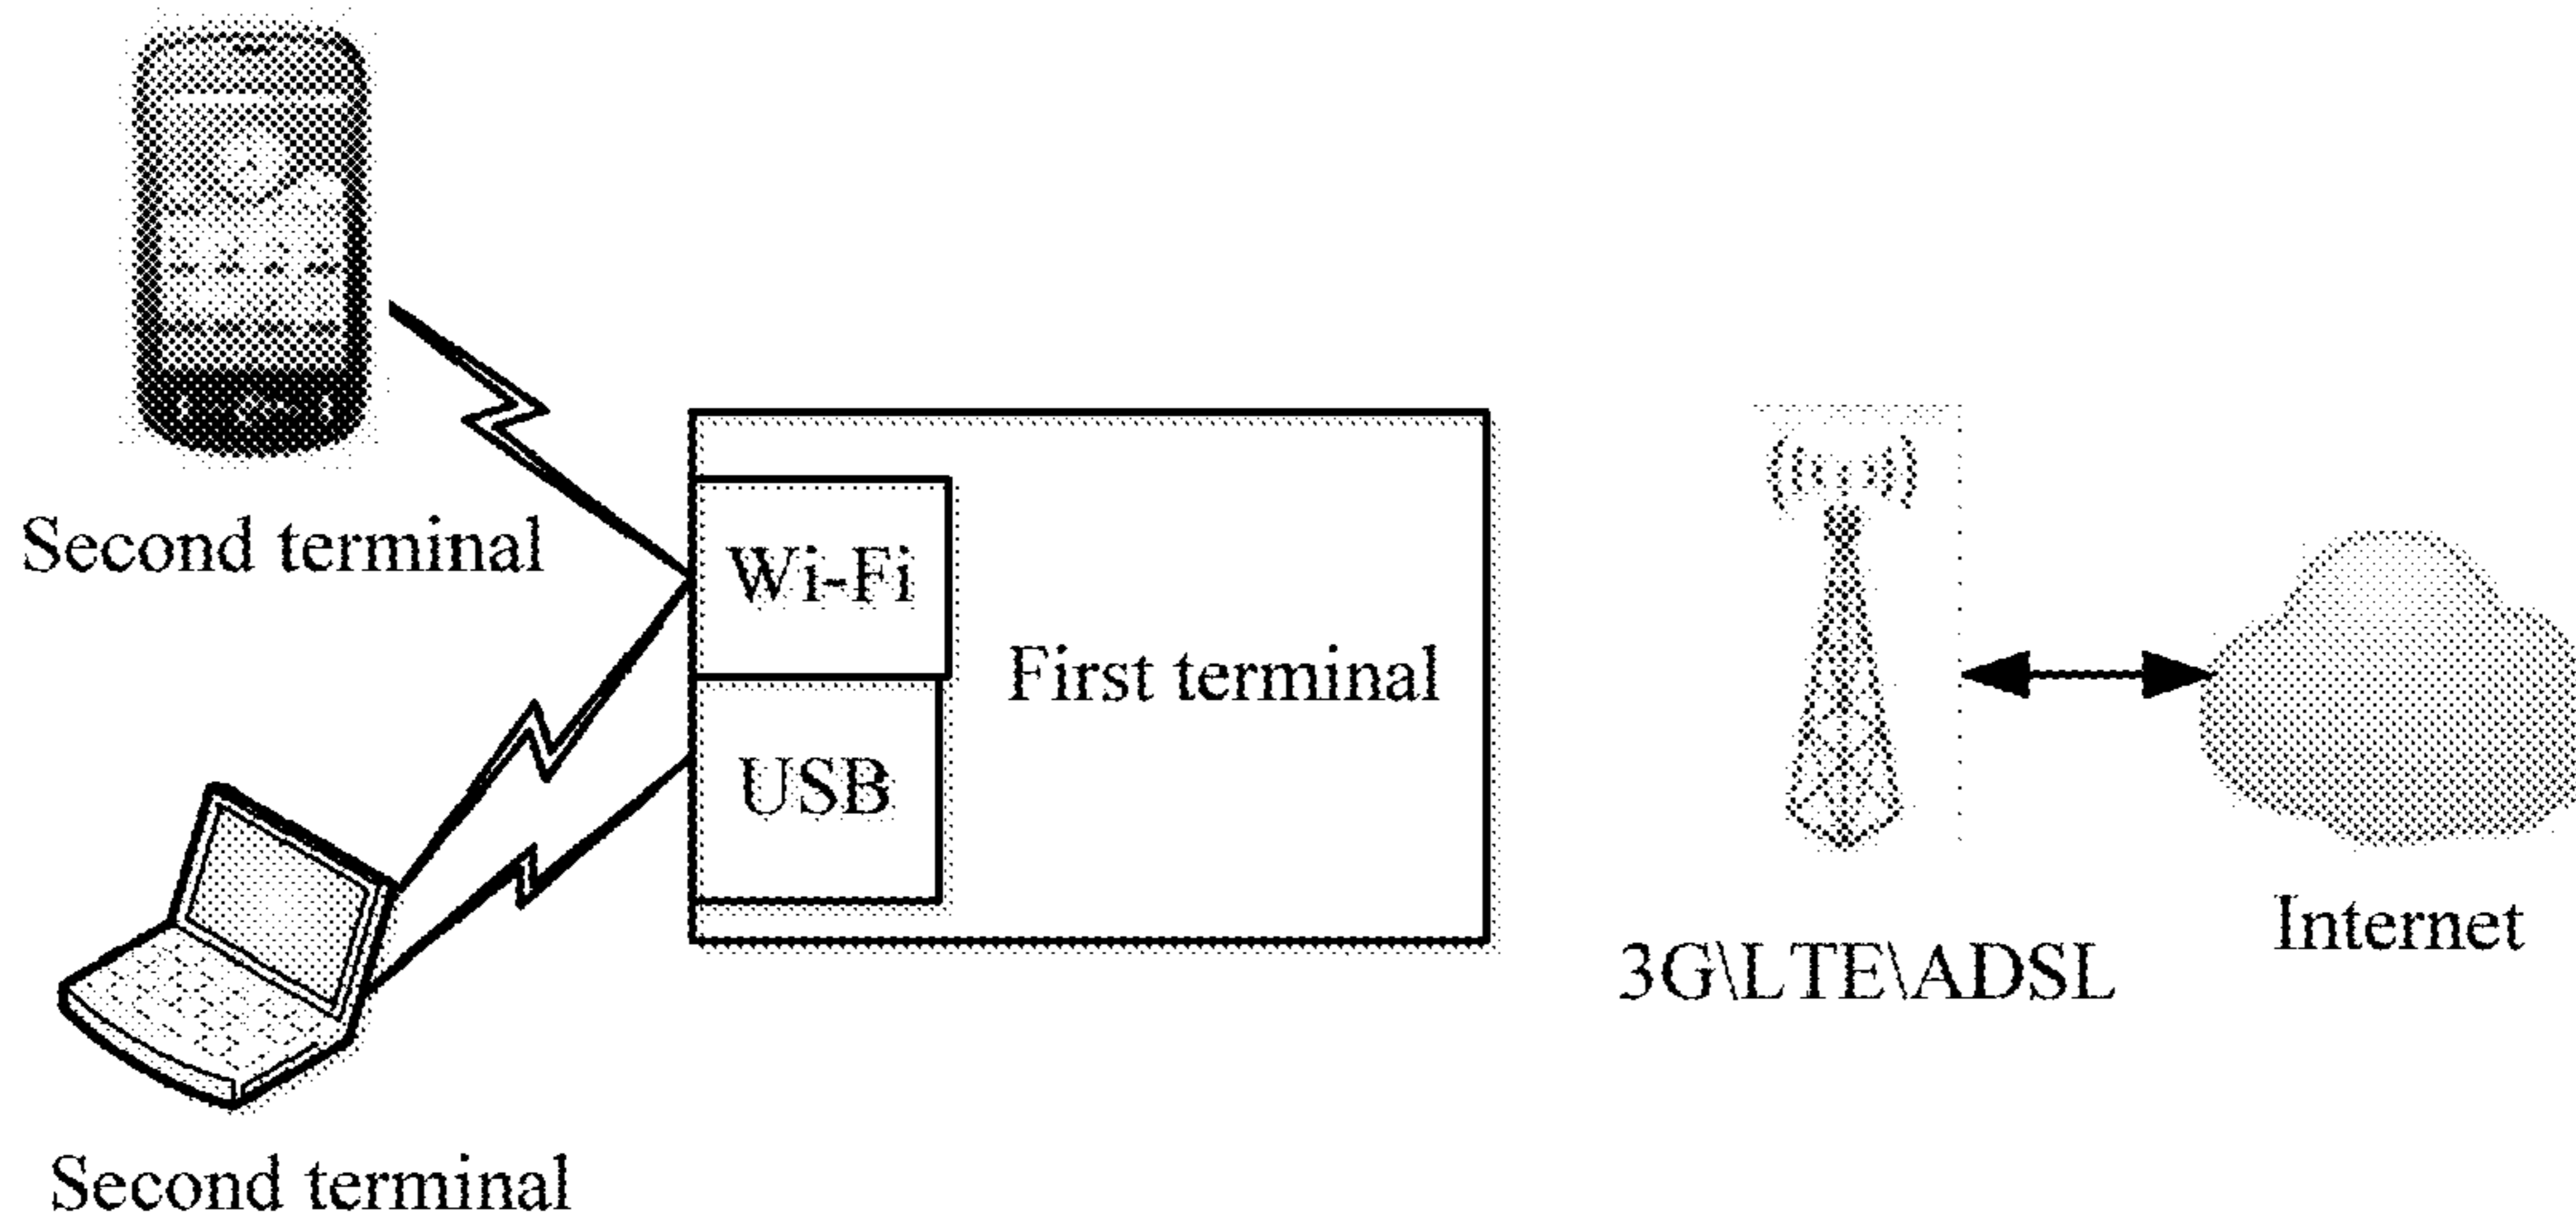 Second terminal
Wi-Fi
First terminal
USB
3G\LTE\ADSL
Internet
Second terminal